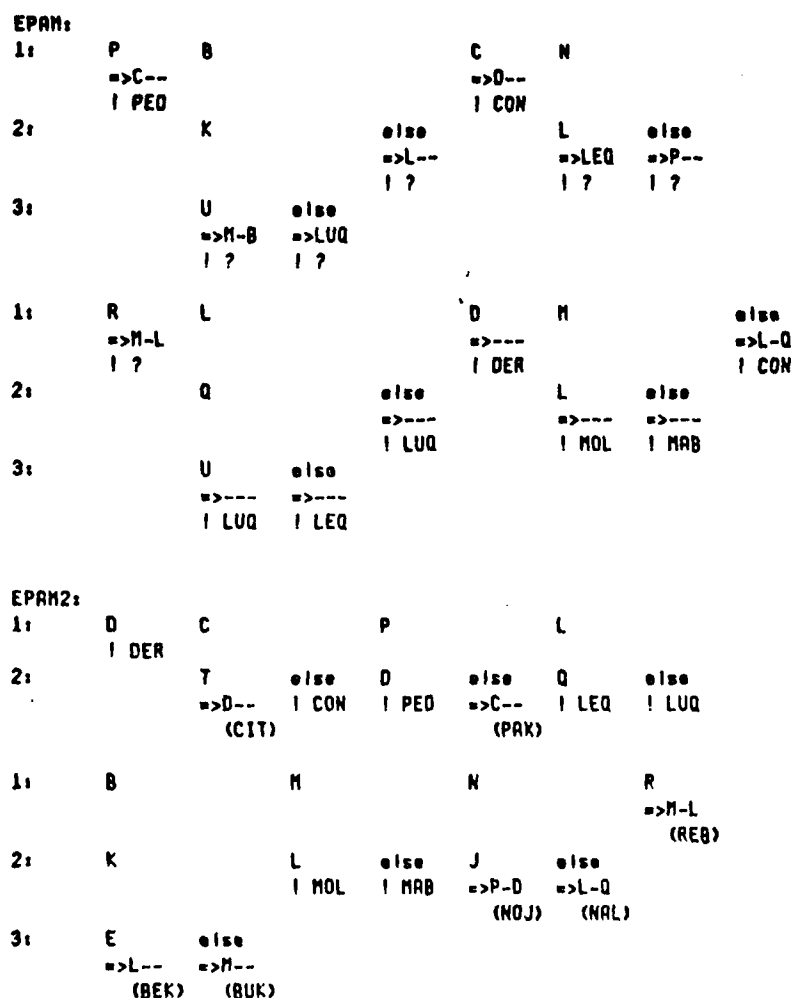 EPAM:
1: P B C N
=>C-- =>D--
! PED ! CON
2: K else L else
=>L-- =>LEQ =>P--
! ? ! ? ! ?
3: U else
=>M-B =>LUQ
! ? ! ?
1: R L D M else
=>M-L =>--- =>L-Q
! ? ! DER ! CON
2: Q else L else
=>--- =>--- =>---
! LUQ ! MOL ! MAB
3: U else
=>--- =>---
! LUQ ! LEQ
EPAM2:
1: D C P L
! DER
2: T else D else Q else
=>D-- ! CON ! PED =>C-- ! LEQ ! LUQ
(CIT) (PAK)
1: B M N R
=>M-L
(REB)
2: K L else J else
! MOL ! MAB =>P-D =>L-Q
(NOJ) (NAL)
3: E else
=>L-- =>M--
(BEK) (BUK)